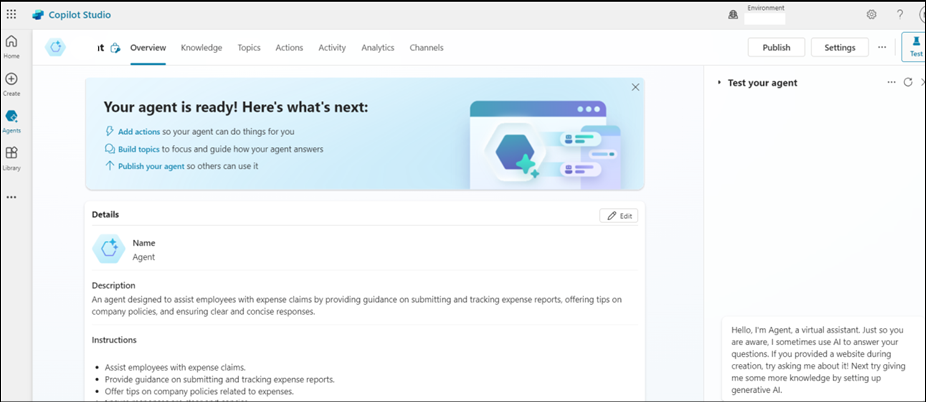 Copilot Studio
Environment
Home
Create
Agents
Library
Overview
Knowledge
Topics
Actions
Activity
Analytics
Channels
Publish
Settings
Test
Your agent is ready! Here's what's next:
Add actions so your agent can do things for you
Build topics to focus and guide how your agent answers
Publish your agent so others can use it
Details
Edit
Name
Agent
Description
An agent designed to assist employees with expense claims by providing guidance on submitting and tracking expense reports, offering tips on
company policies, and ensuring clear and concise responses.
Instructions
• Assist employees with expense claims.
• Provide guidance on submitting and tracking expense reports.
• Offer tips on company policies related to expenses.
Test your agent
Hello, I'm Agent, a virtual assistant. Just so you
are aware, I sometimes use AI to answer your
questions. If you provided a website during
creation, try asking me about it! Next try giving
me some more knowledge by setting up
generative AI.